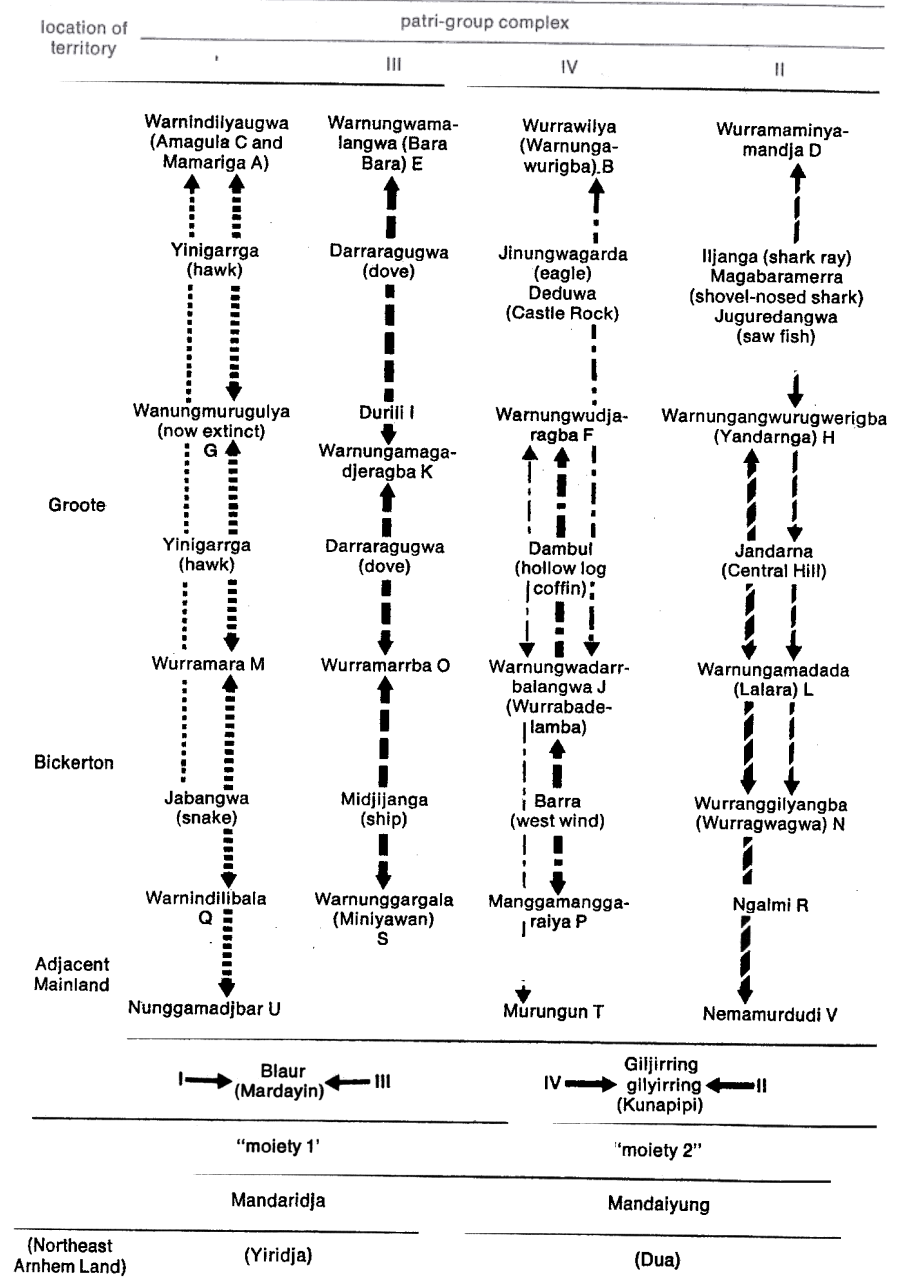 patri-group complex
location of
territory
III
IV
II
Warnindilyaugwa
(Amagula C and
Mamariga A)
Warnungwama-
langwa (Bara
Bara) E
Wurrawilya
(Warnunga-
wurigba) B
Wurramaminya-
mandja D
Yinigarrga
(hawk)
Darraragugwa
(dove)
Jinungwagarda
(eagle)
Deduwa
(Castle Rock)
Iljanga (shark ray)
Magabaramerra
(shovel-nosed shark)
Juguredangwa
(saw fish)
Wanungmurugulya
(now extinct)
G
Durili I
Warnungamaga-
djeragba K
Warnungwudja-
ragba F
Warnungangwurugwerigba
(Yandarnga) H
Groote
Yinigarrga
(hawk)
Darraragugwa
(dove)
Dambul
(hollow log
coffin)
Jandarna
(Central Hill)
Wurramara M
Wurramarrba O
Warnungwadarr-
balangwa J
(Wurrabade-
lamba)
Warnungamadada
(Lalara) L
Bickerton
Jabangwa
(snake)
Midjijanga
(ship)
Barra
(west wind)
Wurranggilyangba
(Wurragwagwa) N
Warnindilibala
Q
Warnunggargala
(Miniyawan)
S
Manggamangga-
raiya P
Ngalmi R
Adjacent
Mainland
Nunggamadjbar U
Murungun T
Nemamurdudi V
I
Blaur
(Mardayin)
III
IV
Giljirring
gilyirring
(Kunapipi)
II
"moiety 1'
"moiety 2"
Mandaridja
Mandaiyung
(Northeast
Arnhem Land)
(Yiridja)
(Dua)